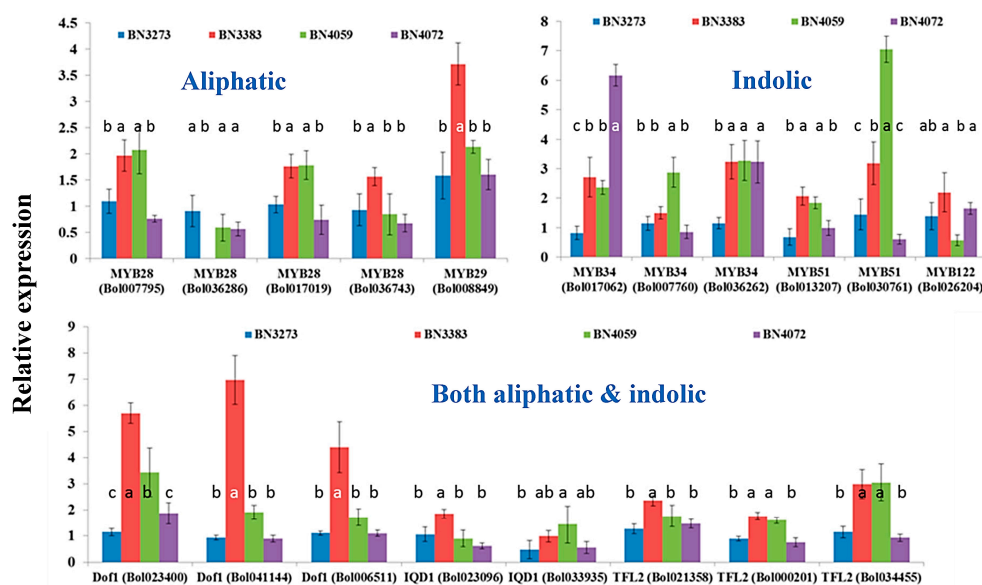 Relative expression
BN3273 BN3383 BN4059 BN4072
Aliphatic
4.5
4
3.5
3
2.5
2
1.5
1
0.5
0
b a a b a b a a b a a b b a b b b a b b
MYB28 MYB28 MYB28 MYB28 MYB29
(Bol007795) (Bol036286) (Bol017019) (Bol036743) (Bol008849)
BN3273 BN3383 BN4059 BN4072
Indolic
8
7
6
5
4
3
2
1
0
c b b a b b a b b a a a b a a b c b a c ab a b a
MYB34 MYB34 MYB34 MYB51 MYB51 MYB122
(Bol017062) (Bol007760) (Bol036262) (Bol013207) (Bol030761) (Bol026204)
BN3273 BN3383 BN4059 BN4072
Both aliphatic & indolic
9
8
7
6
5
4
3
2
1
0
c a b c b a b b b a b b b a b b b ab a ab b a b b b a a b b a a b
Dof1 (Bol023400) Dof1 (Bol041144) Dof1 (Bol006511) IQD1 (Bol023096) IQD1 (Bol033935) TFL2 (Bol021358) TFL2 (Bol000201) TFL2 (Bol034455)